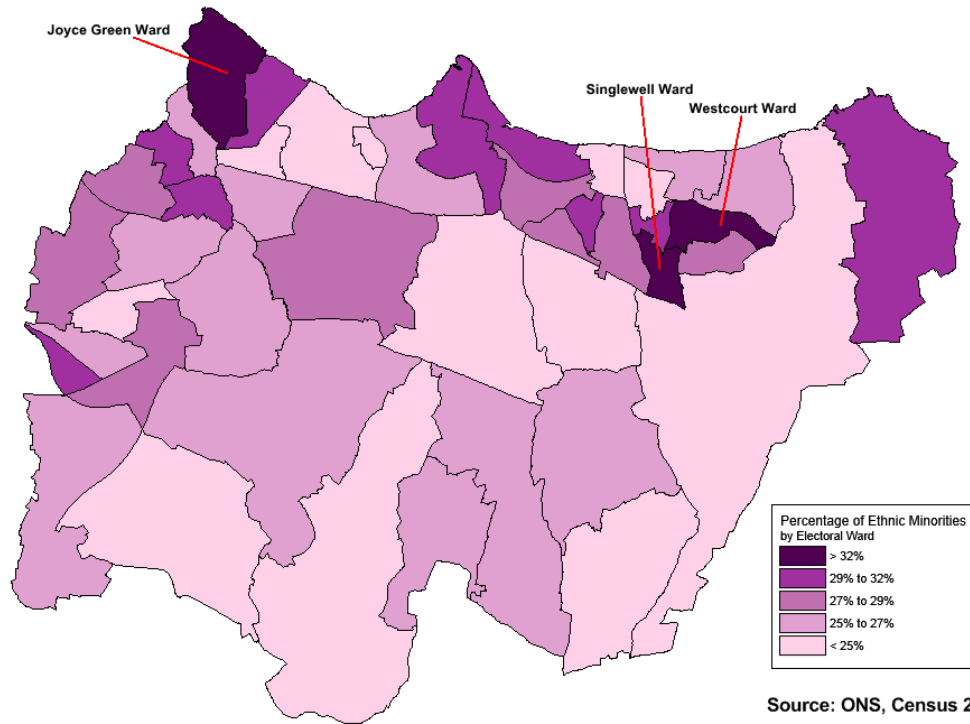 Joyce Green Ward
Singlewell Ward
Westcourt Ward
Percentage of Ethnic Minorities
by Electoral Ward
> 32%
29% to 32%
27% to 29%
25% to 27%
< 25%
Source: ONS, Census 2